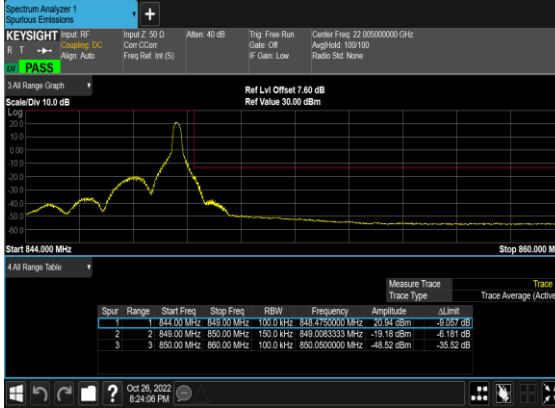 Spectrum Analyzer 1
Spurious Emissions
+
KEYSIGHT Input: RF Input Z: 50 Ω Atten: 40 dB Trig: Free Run Center Freq: 22.005000000 GHz
R T Coupling: DC Corr CCorr Gate: Off Avg|Hold: 100/100
Align: Auto Freq Ref: Int (S) IF Gain: Low Radio Std: None
LXI PASS
3 All Range Graph
Ref Lvl Offset 7.60 dB
Scale/Div 10.0 dB Ref Value 30.00 dBm
Log
20.0
10.0
0.00
-10.0
-20.0
-30.0
-40.0
-50.0
-60.0
Start 844.000 MHz Stop 860.000 M
4 All Range Table
Measure Trace Trace
Trace Type Trace Average (Active
Spur Range Start Freq Stop Freq RBW Frequency Amplitude ΔLimit
1 1 844.00 MHz 849.00 MHz 100.0 kHz 848.4750000 MHz 20.94 dBm -9.057 dB
2 2 849.00 MHz 850.00 MHz 150.0 kHz 849.0083333 MHz -19.18 dBm -6.181 dB
3 3 850.00 MHz 860.00 MHz 100.0 kHz 850.0500000 MHz -48.52 dBm -35.52 dB
? Oct 26, 2022
8:24:06 PM